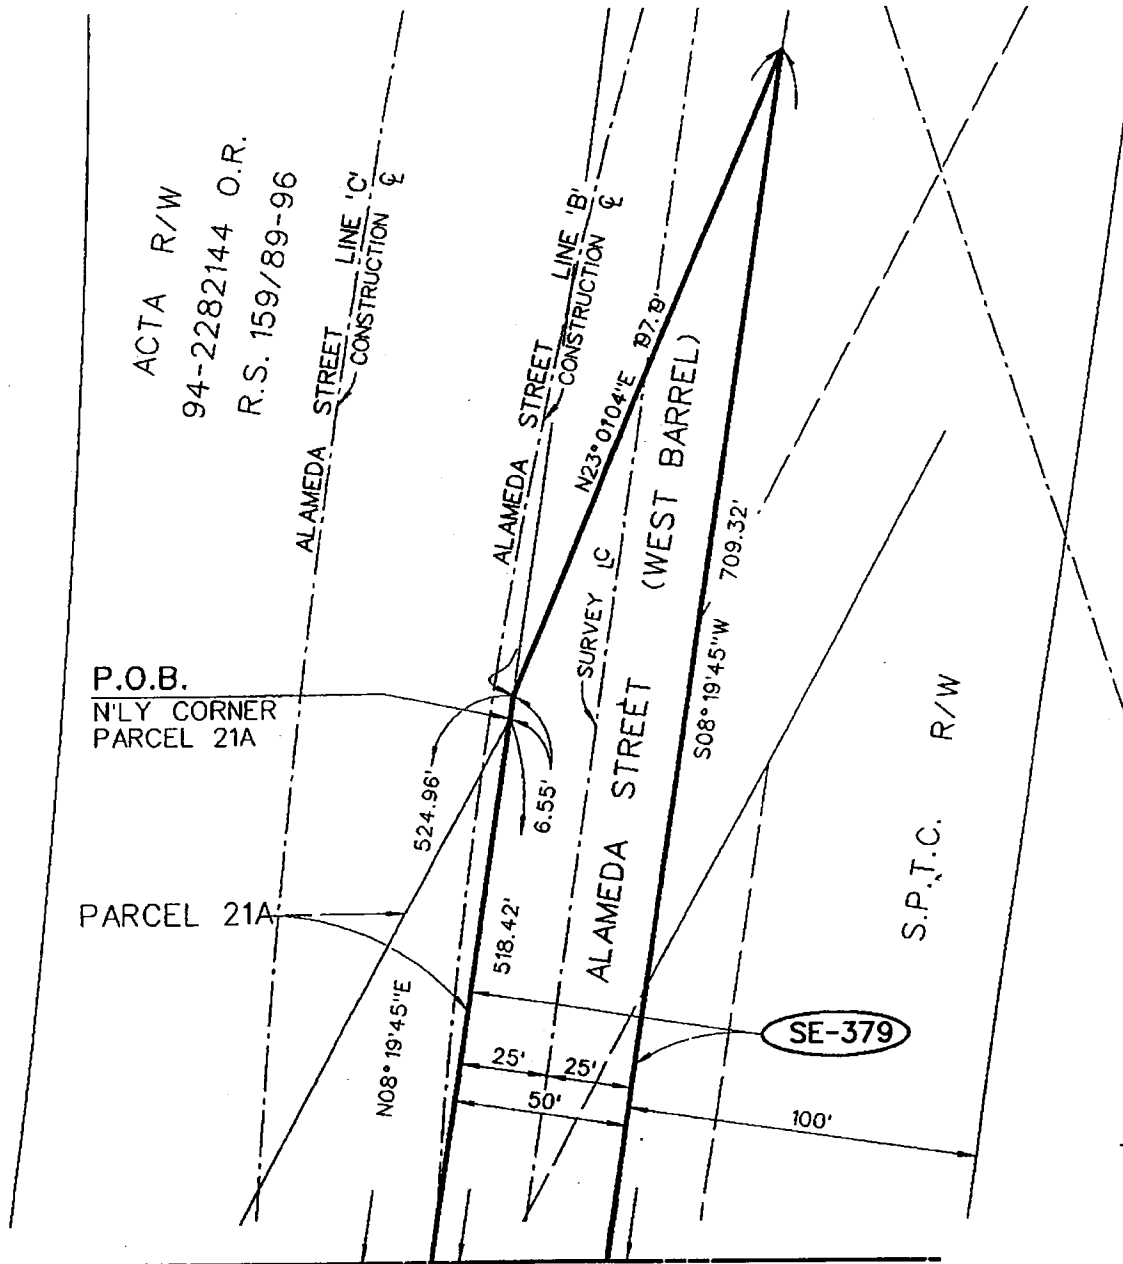 ACTA R/W
94-2282144 O.R.
R.S. 159/89-96
ALAMEDA STREET LINE 'C'
CONSTRUCTION ℄
ALAMEDA STREET LINE 'B'
CONSTRUCTION ℄
N23°01'04"E 197.19'
ALAMEDA STREET (WEST BARREL)
SURVEY ℄
S08°19'45"W 709.32'
P.O.B.
N'LY CORNER
PARCEL 21A
524.96'
6.55'
PARCEL 21A
518.42'
N08°19'45"E
S.P.T.C. R/W
SE-379
25' 25'
50'
100'